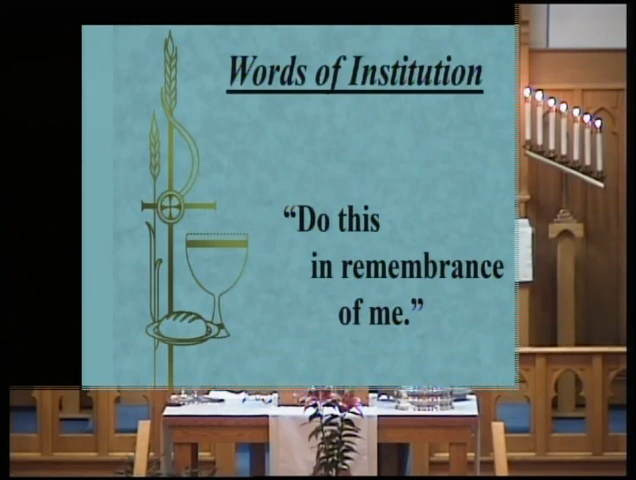 Words of Institution
“Do this
in remembrance
of me.”